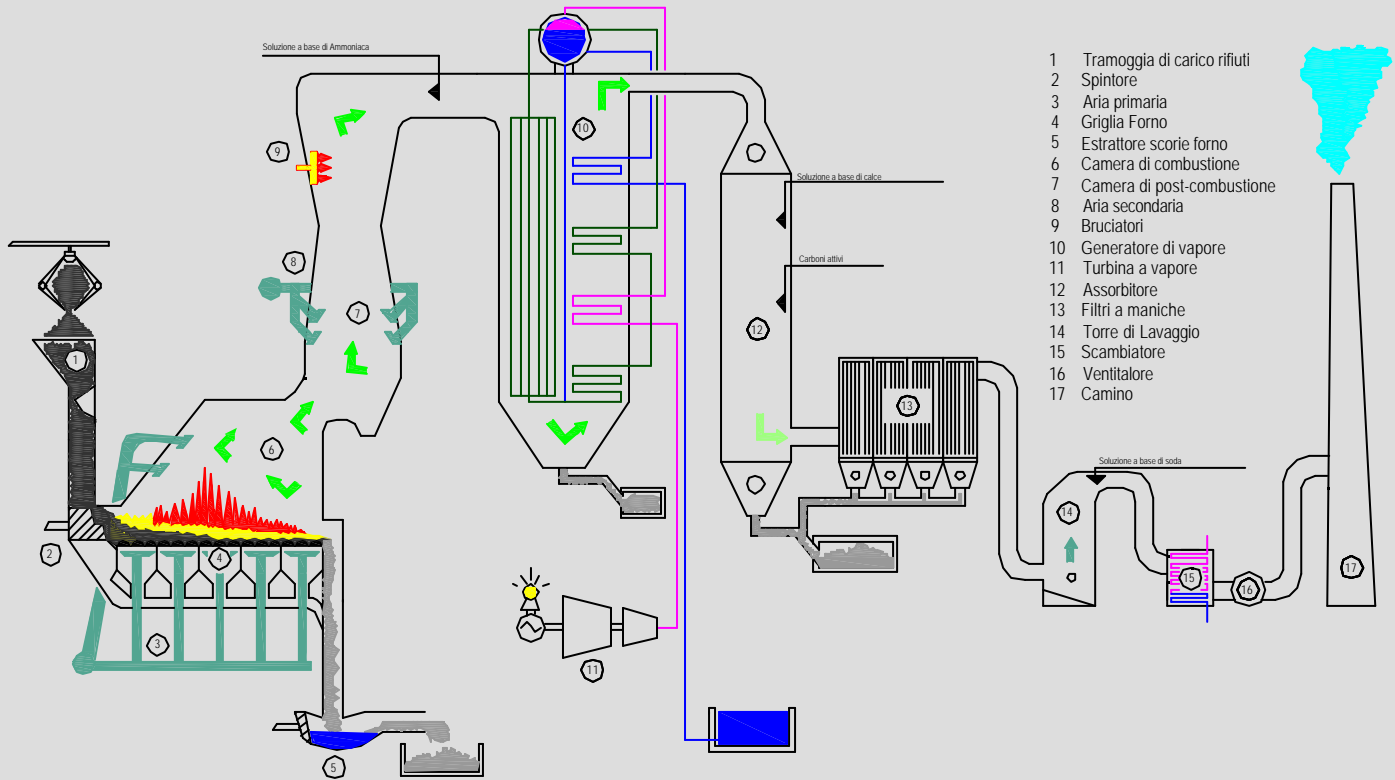 Soluzione a base di Ammoniaca
Soluzione a base di calce
Carboni attivi
Soluzione a base di soda
1 Tramoggia di carico rifiuti
2 Spintore
3 Aria primaria
4 Griglia Forno
5 Estrattore scorie forno
6 Camera di combustione
7 Camera di post-combustione
8 Aria secondaria
9 Bruciatori
10 Generatore di vapore
11 Turbina a vapore
12 Assorbitore
13 Filtri a maniche
14 Torre di Lavaggio
15 Scambiatore
16 Ventitalore
17 Camino
10
9
8
7
1
12
13
6
14
2
4
15
16
17
3
11
5